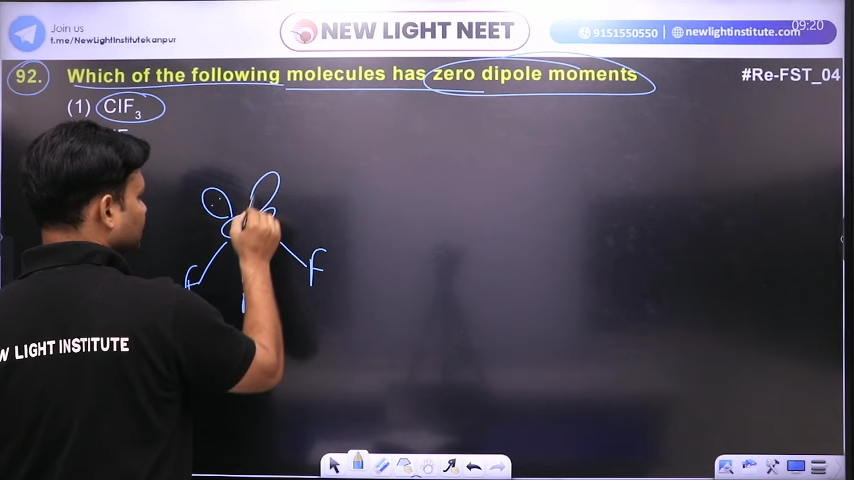 Join us
t.me/NewLightInstitutekanpur
NEW LIGHT NEET
9151550550 | newlightinstitute.com
09:20
92. Which of the following molecules has zero dipole moments
#Re-FST_04
(1) ClF3
F
F
W LIGHT INSTITUTE